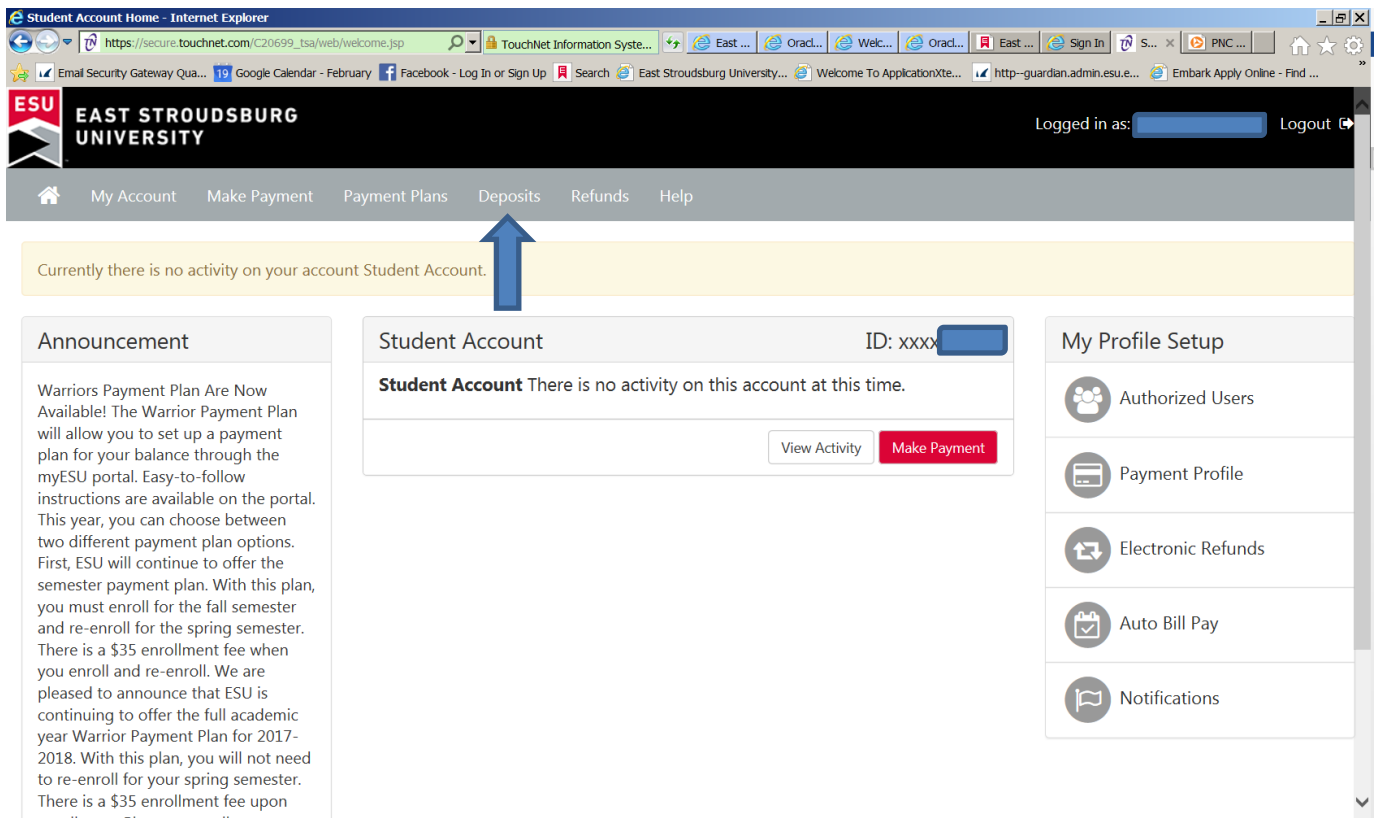 Student Account Home - Internet Explorer
https://secure.touchnet.com/C20699_tsa/web/welcome.jsp TouchNet Information Syste... East ... Oracl... Welc... Oracl... East ... Sign In S... PNC ...
Email Security Gateway Qua... 19 Google Calendar - February Facebook - Log In or Sign Up Search East Stroudsburg University... Welcome To ApplicationXte... http--guardian.admin.esu.e... Embark Apply Online - Find ...
ESU
EAST STROUDSBURG
UNIVERSITY
Logged in as: Logout
My Account Make Payment Payment Plans Deposits Refunds Help
Currently there is no activity on your account Student Account.
Announcement
Warriors Payment Plan Are Now
Available! The Warrior Payment Plan
will allow you to set up a payment
plan for your balance through the
myESU portal. Easy-to-follow
instructions are available on the portal.
This year, you can choose between
two different payment plan options.
First, ESU will continue to offer the
semester payment plan. With this plan,
you must enroll for the fall semester
and re-enroll for the spring semester.
There is a $35 enrollment fee when
you enroll and re-enroll. We are
pleased to announce that ESU is
continuing to offer the full academic
year Warrior Payment Plan for 2017-
2018. With this plan, you will not need
to re-enroll for your spring semester.
There is a $35 enrollment fee upon
Student Account ID: xxxx
Student Account There is no activity on this account at this time.
View Activity Make Payment
My Profile Setup
Authorized Users
Payment Profile
Electronic Refunds
Auto Bill Pay
Notifications